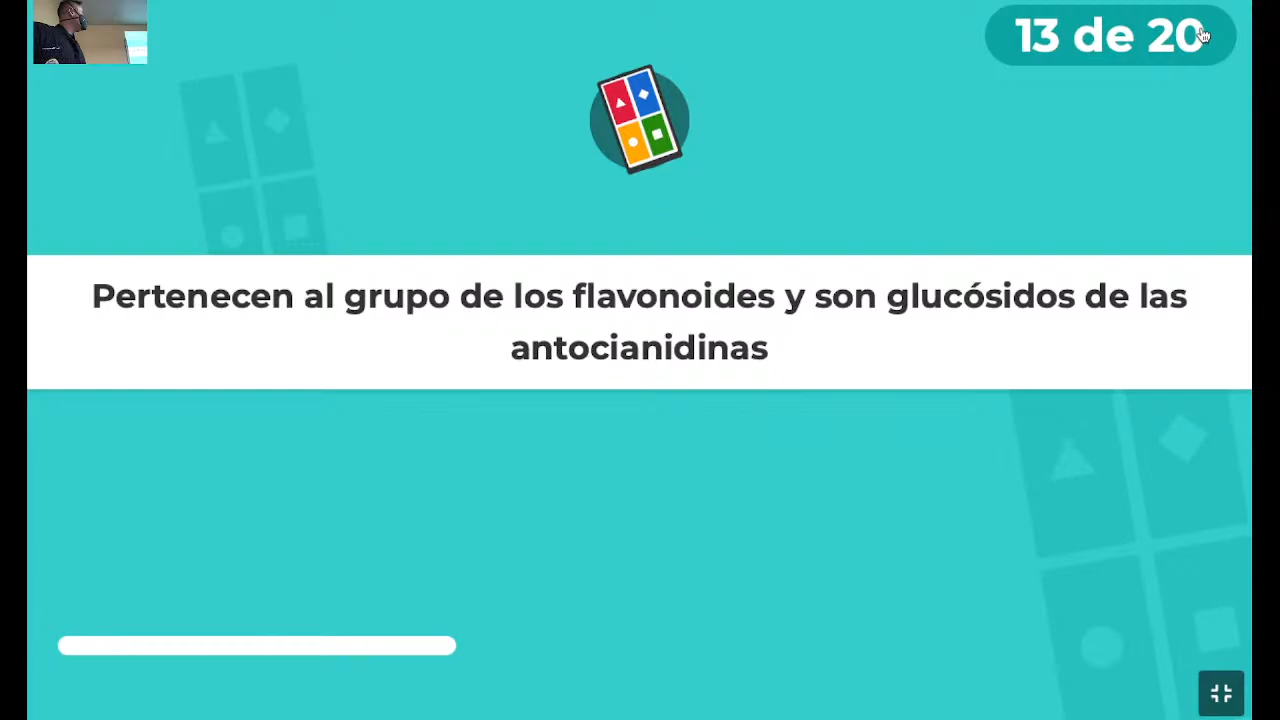 13 de 20
Pertenecen al grupo de los flavonoides y son glucósidos de las
antocianidinas